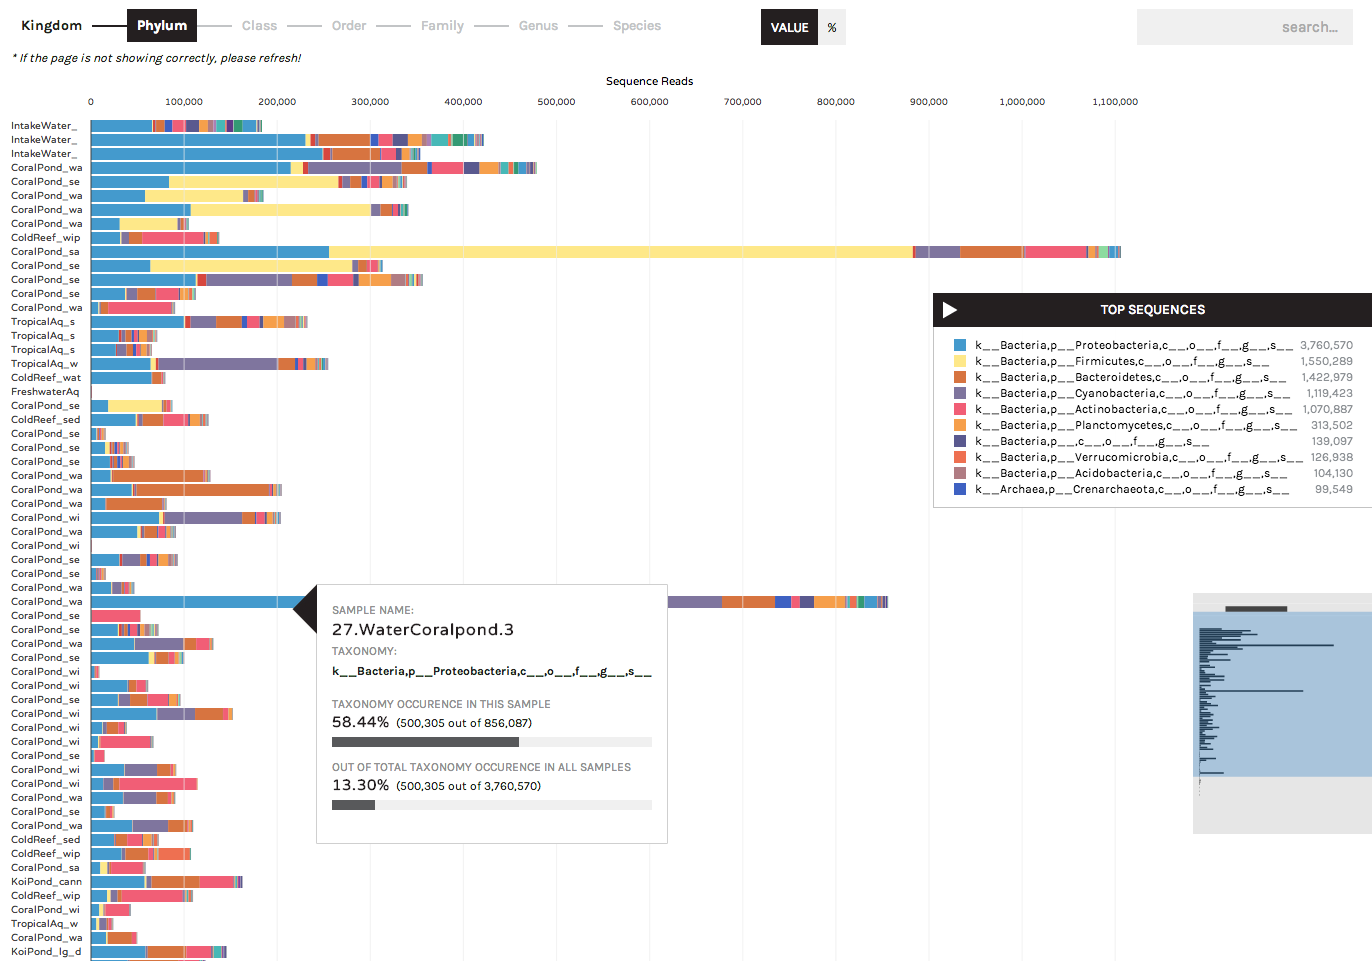 Kingdom Phylum Class Order Family Genus Species VALUE % search...
* If the page is not showing correctly, please refresh!
Sequence Reads
0 100,000 200,000 300,000 400,000 500,000 600,000 700,000 800,000 900,000 1,000,000 1,100,000
IntakeWater_
IntakeWater_
IntakeWater_
CoralPond_wa
CoralPond_se
CoralPond_wa
CoralPond_wa
CoralPond_wa
ColdReef_wip
CoralPond_sa
CoralPond_se
CoralPond_se
CoralPond_se
CoralPond_wa
TropicalAq_s
TropicalAq_s
TropicalAq_s
TropicalAq_w
ColdReef_wat
FreshwaterAq
CoralPond_se
ColdReef_sed
CoralPond_se
CoralPond_se
CoralPond_se
CoralPond_wa
CoralPond_wa
CoralPond_wa
CoralPond_wi
CoralPond_wa
CoralPond_wi
CoralPond_se
CoralPond_se
CoralPond_wa
CoralPond_wa
CoralPond_se
CoralPond_se
CoralPond_wa
CoralPond_se
CoralPond_wi
CoralPond_wi
CoralPond_se
CoralPond_wi
CoralPond_wi
CoralPond_wi
CoralPond_se
CoralPond_wi
CoralPond_wi
CoralPond_wa
CoralPond_se
CoralPond_wa
ColdReef_sed
ColdReef_wip
CoralPond_sa
KoiPond_cann
ColdReef_wip
CoralPond_wi
TropicalAq_w
CoralPond_wa
KoiPond_lg_d
TOP SEQUENCES
k__Bacteria,p__Proteobacteria,c__,o__,f__,g__,s__ 3,760,570
k__Bacteria,p__Firmicutes,c__,o__,f__,g__,s__ 1,550,289
k__Bacteria,p__Bacteroidetes,c__,o__,f__,g__,s__ 1,422,979
k__Bacteria,p__Cyanobacteria,c__,o__,f__,g__,s__ 1,119,423
k__Bacteria,p__Actinobacteria,c__,o__,f__,g__,s__ 1,070,887
k__Bacteria,p__Planctomycetes,c__,o__,f__,g__,s__ 313,502
k__Bacteria,p__,c__,o__,f__,g__,s__ 139,097
k__Bacteria,p__Verrucomicrobia,c__,o__,f__,g__,s__ 126,938
k__Bacteria,p__Acidobacteria,c__,o__,f__,g__,s__ 104,130
k__Archaea,p__Crenarchaeota,c__,o__,f__,g__,s__ 99,549
SAMPLE NAME:
27.WaterCoralpond.3
TAXONOMY:
k__Bacteria,p__Proteobacteria,c__,o__,f__,g__,s__
TAXONOMY OCCURENCE IN THIS SAMPLE
58.44% (500,305 out of 856,087)
OUT OF TOTAL TAXONOMY OCCURENCE IN ALL SAMPLES
13.30% (500,305 out of 3,760,570)